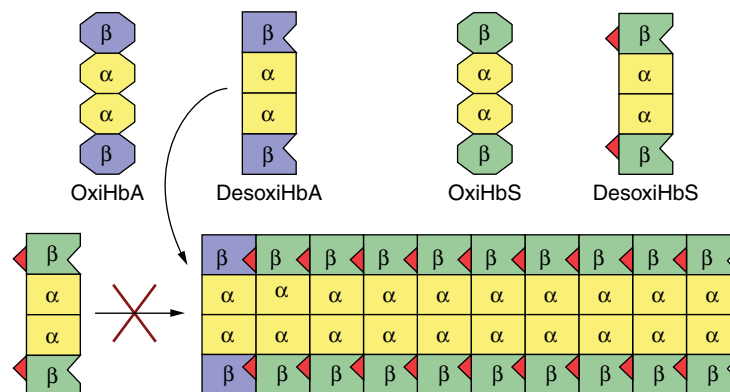 β β β β
α α α α
α α α α
β β β β
OxiHbA DesoxiHbA OxiHbS DesoxiHbS
β β β β β β β β β β β
α α α α α α α α α α α
α α α α α α α α α α α
β β β β β β β β β β β